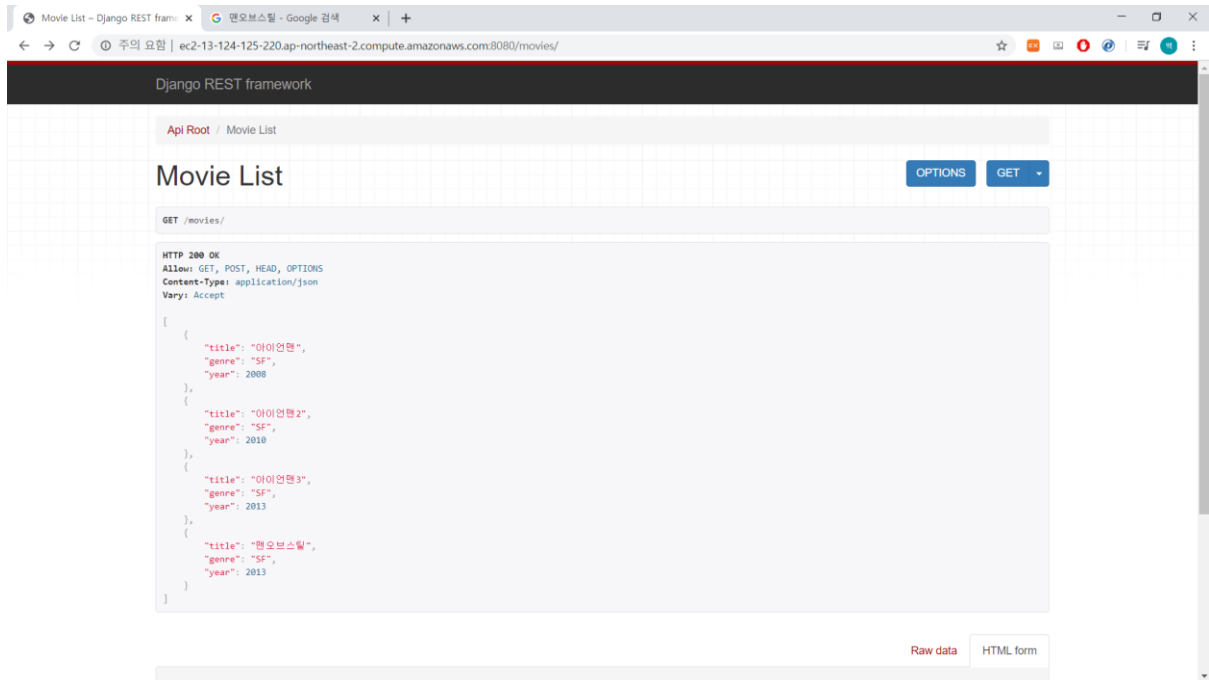 Movie List – Django REST fram
맨오브스틸 - Google 검색
주의 요함 | ec2-13-124-125-220.ap-northeast-2.compute.amazonaws.com:8080/movies/
Django REST framework
Api Root / Movie List
Movie List
OPTIONS GET
GET /movies/
HTTP 200 OK
Allow: GET, POST, HEAD, OPTIONS
Content-Type: application/json
Vary: Accept
[
{
"title": "아이언맨",
"genre": "SF",
"year": 2008
},
{
"title": "아이언맨2",
"genre": "SF",
"year": 2010
},
{
"title": "아이언맨3",
"genre": "SF",
"year": 2013
},
{
"title": "맨오브스틸",
"genre": "SF",
"year": 2013
}
]
Raw data HTML form